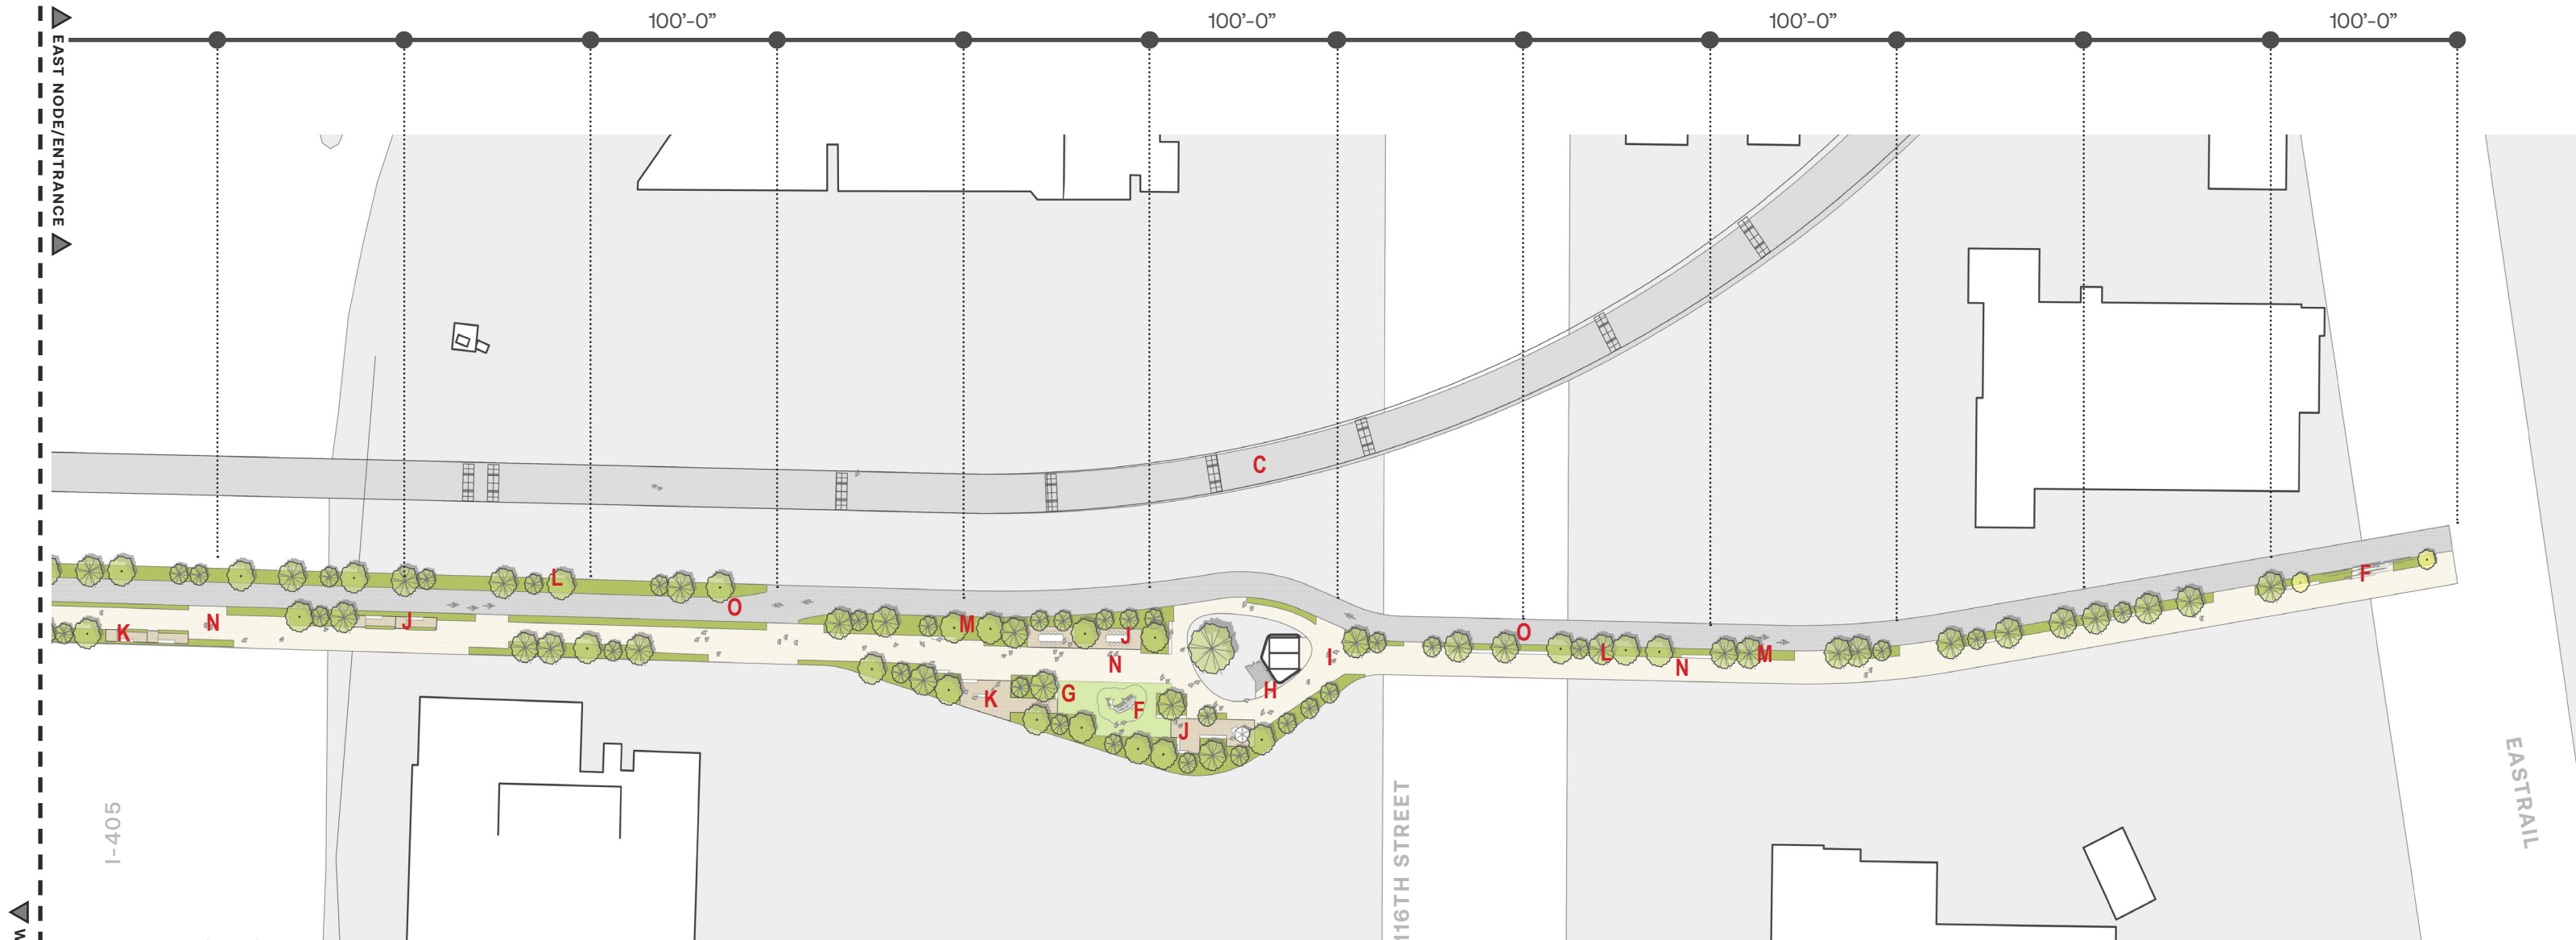 100'-0” 100'-0” 100'-0” 100'-0”
EAST NODE/ENTRANCE
C
L
O
N
J
K
M
J
N
K
G
F
J
H
I
O
L
N
M
F
I-405
116TH STREET
EASTRAIL
W